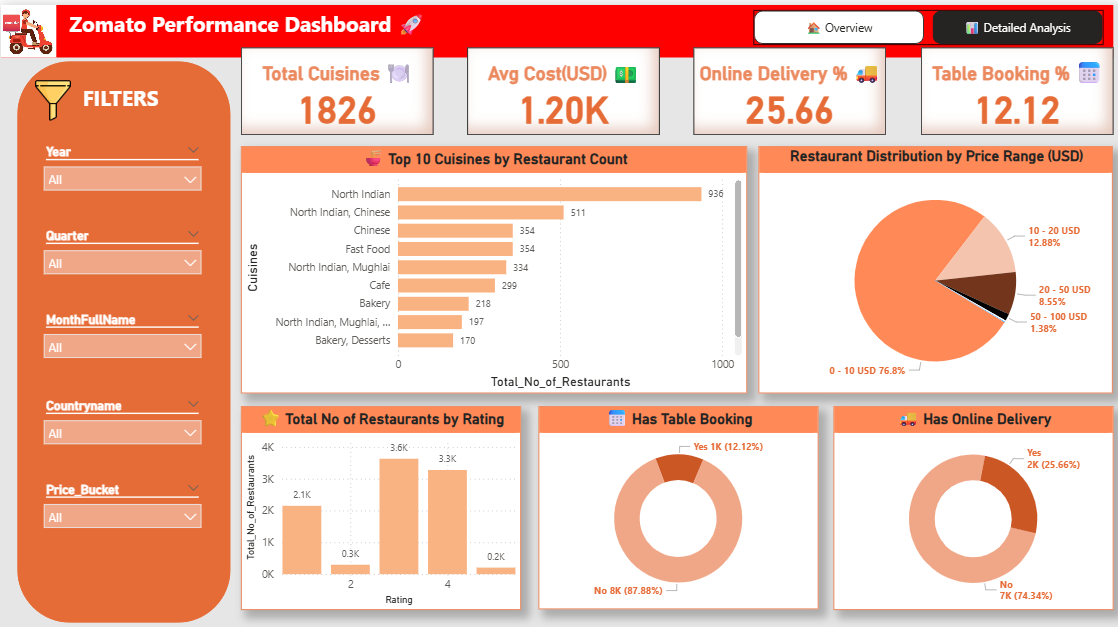 Zomato Performance Dashboard 🚀
🏠 Overview
📊 Detailed Analysis
FILTERS
Year
All
Quarter
All
MonthFullName
All
Countryname
All
Price_Bucket
All
Total Cuisines 🍽️
1826
Avg Cost(USD) 💵
1.20K
Online Delivery % 🚚
25.66
Table Booking % 📅
12.12
🍲 Top 10 Cuisines by Restaurant Count
Cuisines
North Indian 936
North Indian, Chinese 511
Chinese 354
Fast Food 354
North Indian, Mughlai 334
Cafe 299
Bakery 218
North Indian, Mughlai, ... 197
Bakery, Desserts 170
0 500 1000
Total_No_of_Restaurants
Restaurant Distribution by Price Range (USD)
10 - 20 USD
12.88%
20 - 50 USD
8.55%
50 - 100 USD
1.38%
0 - 10 USD 76.8%
⭐ Total No of Restaurants by Rating
Total_No_of_Restaurants
4K
3K
2K
1K
0K
2.1K
0.3K
3.6K
3.3K
0.2K
2 4
Rating
📅 Has Table Booking
Yes 1K (12.12%)
No 8K (87.88%)
🚚 Has Online Delivery
Yes
2K (25.66%)
No
7K (74.34%)